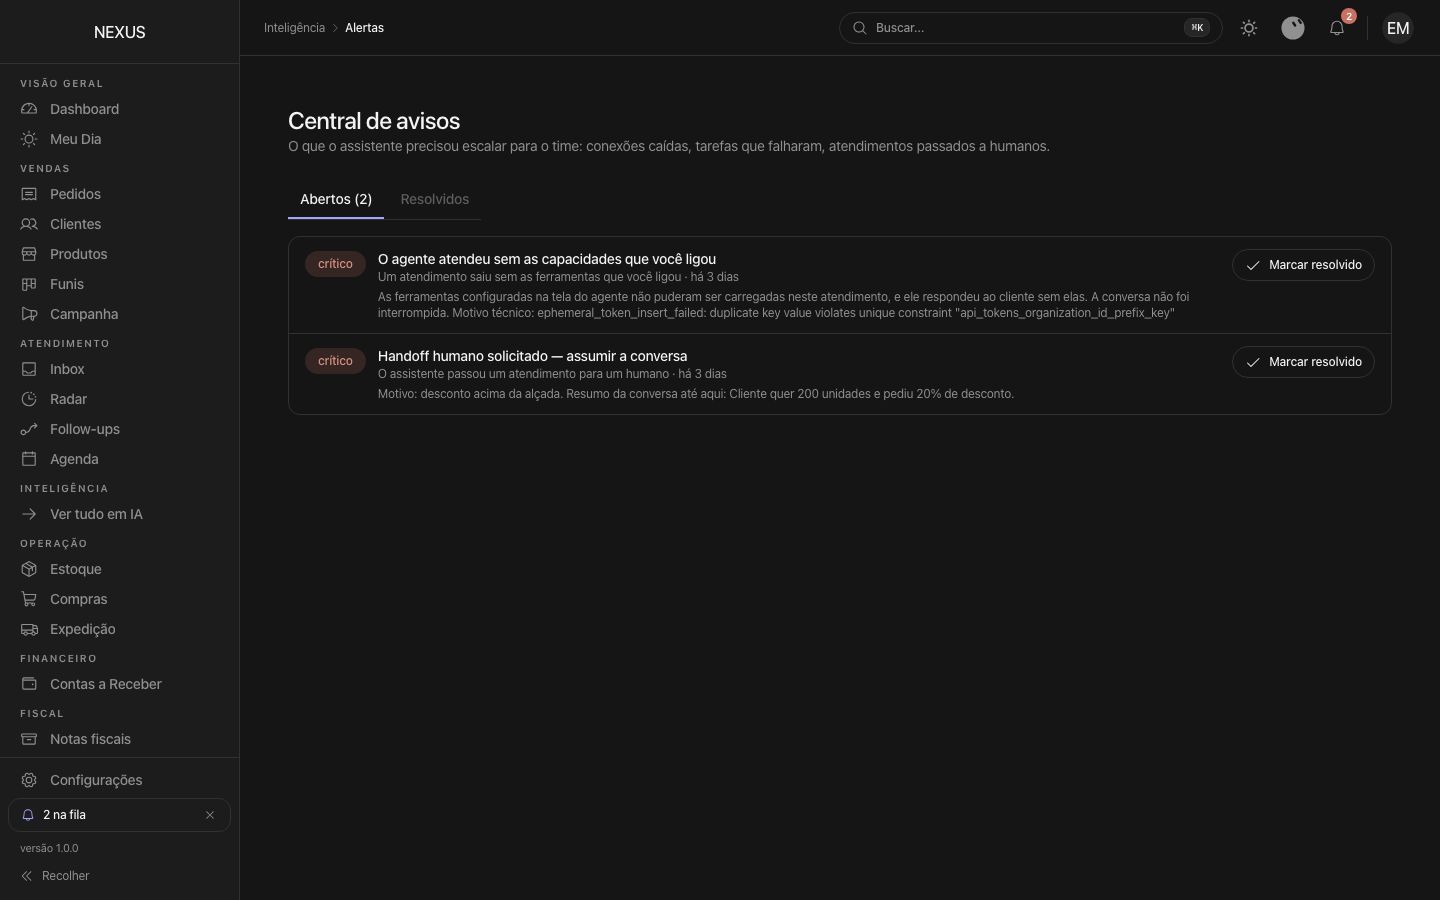 NEXUS
Inteligência > Alertas
Buscar...
⌘K
2
EM
VISÃO GERAL
Dashboard
Meu Dia
VENDAS
Pedidos
Clientes
Produtos
Funis
Campanha
ATENDIMENTO
Inbox
Radar
Follow-ups
Agenda
INTELIGÊNCIA
Ver tudo em IA
OPERAÇÃO
Estoque
Compras
Expedição
FINANCEIRO
Contas a Receber
FISCAL
Notas fiscais
Configurações
2 na fila
versão 1.0.0
Recolher
Central de avisos
O que o assistente precisou escalar para o time: conexões caídas, tarefas que falharam, atendimentos passados a humanos.
Abertos (2)
Resolvidos
crítico
O agente atendeu sem as capacidades que você ligou
Um atendimento saiu sem as ferramentas que você ligou · há 3 dias
As ferramentas configuradas na tela do agente não puderam ser carregadas neste atendimento, e ele respondeu ao cliente sem elas. A conversa não foi
interrompida. Motivo técnico: ephemeral_token_insert_failed: duplicate key value violates unique constraint "api_tokens_organization_id_prefix_key"
Marcar resolvido
crítico
Handoff humano solicitado — assumir a conversa
O assistente passou um atendimento para um humano · há 3 dias
Motivo: desconto acima da alçada. Resumo da conversa até aqui: Cliente quer 200 unidades e pediu 20% de desconto.
Marcar resolvido